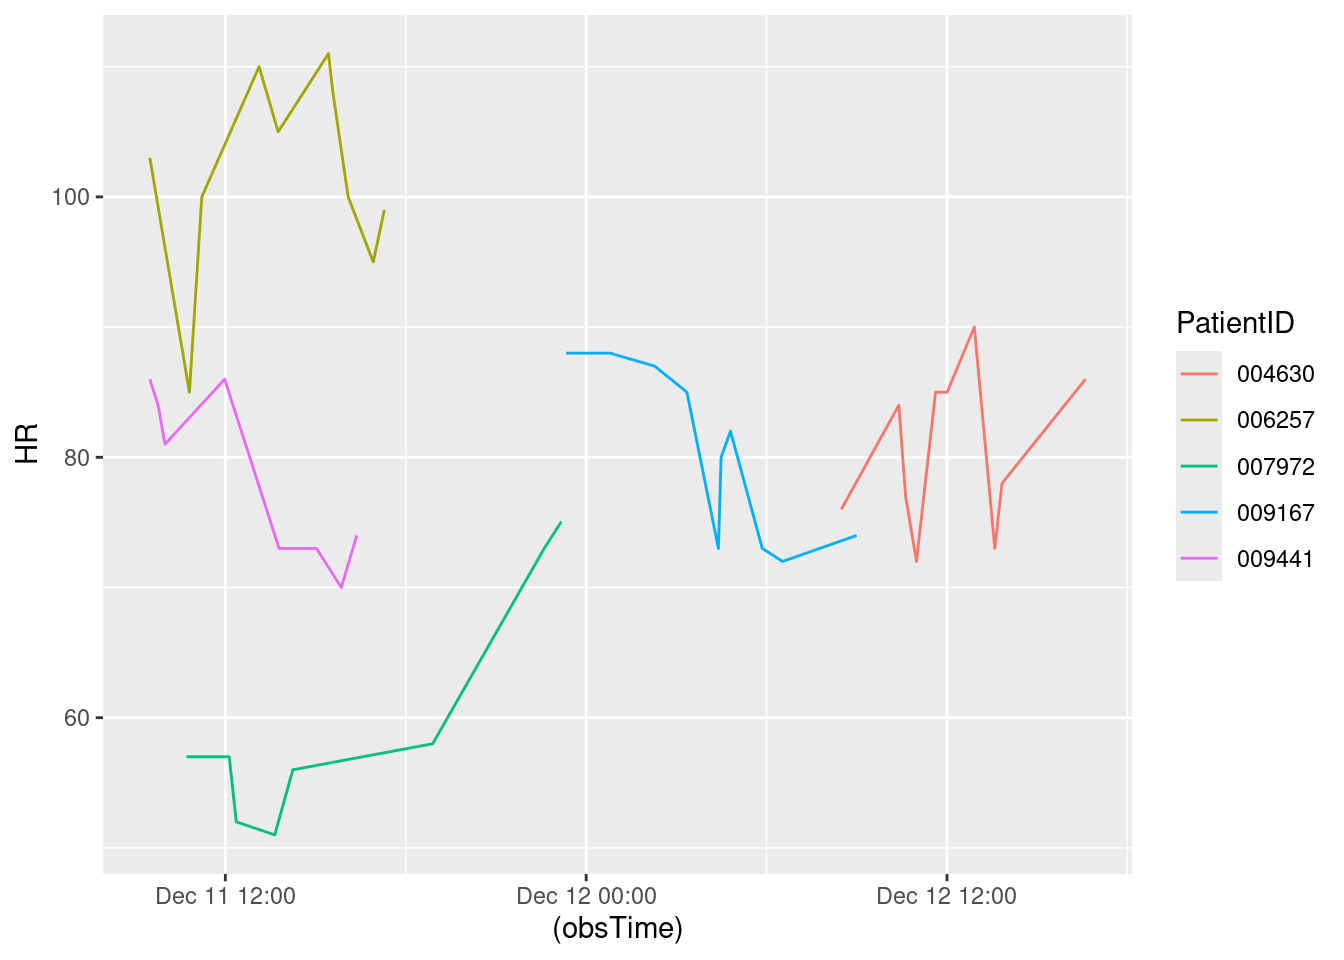 100
80
60
HR
Dec 11 12:00
Dec 12 00:00
Dec 12 12:00
(obsTime)
PatientID
004630
006257
007972
009167
009441